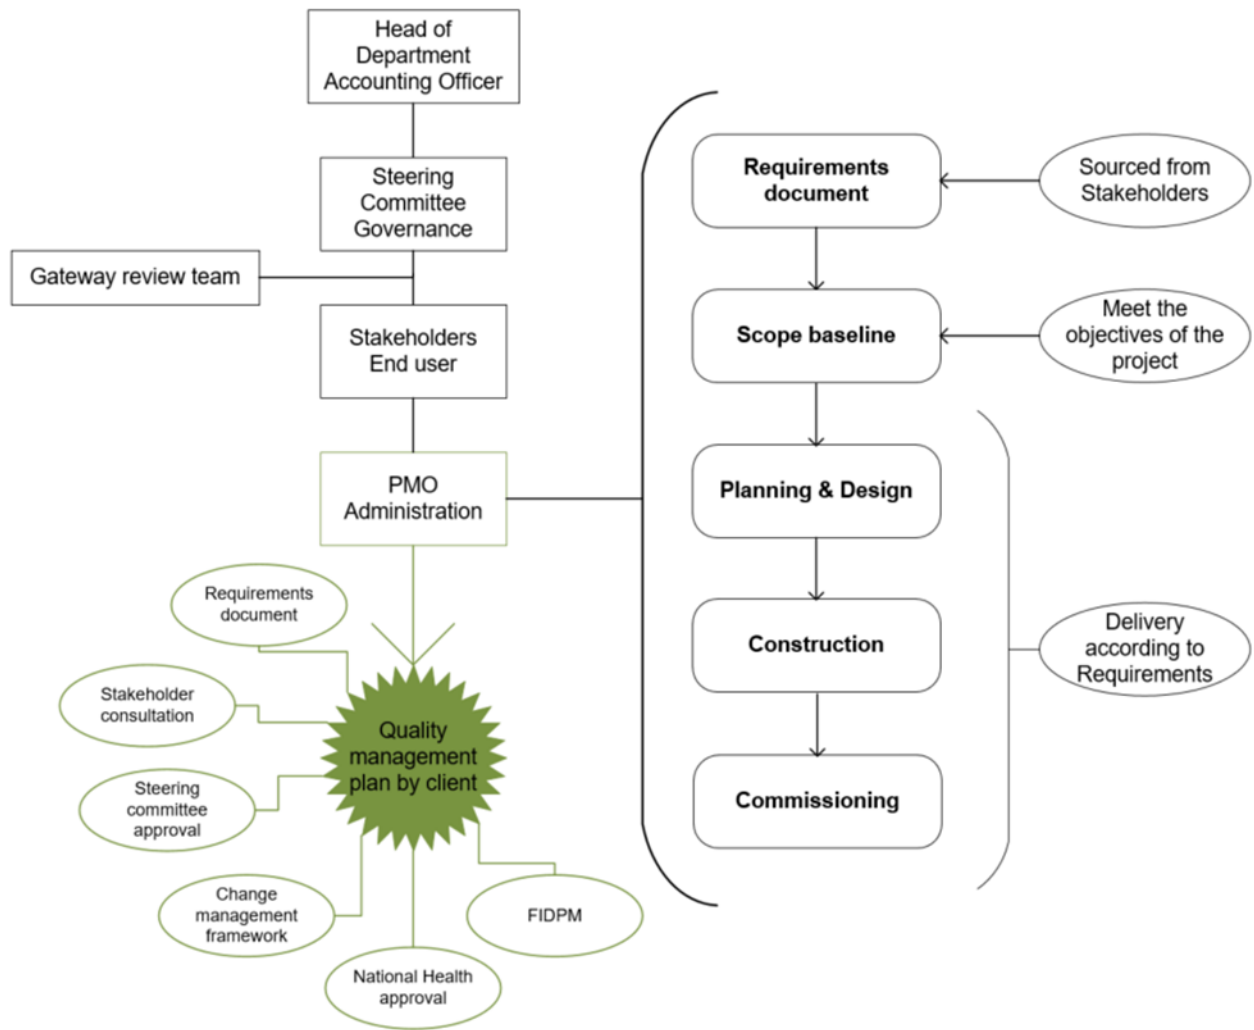 Head of
Department
Accounting Officer
Steering
Committee
Governance
Gateway review team
Stakeholders
End user
PMO
Administration
Requirements
document
Stakeholder
consultation
Steering
committee
approval
Change
management
framework
National Health
approval
FIDPM
Quality
management
plan by client
Requirements
document
Sourced from
Stakeholders
Scope baseline
Meet the
objectives of the
project
Planning & Design
Construction
Delivery
according to
Requirements
Commissioning